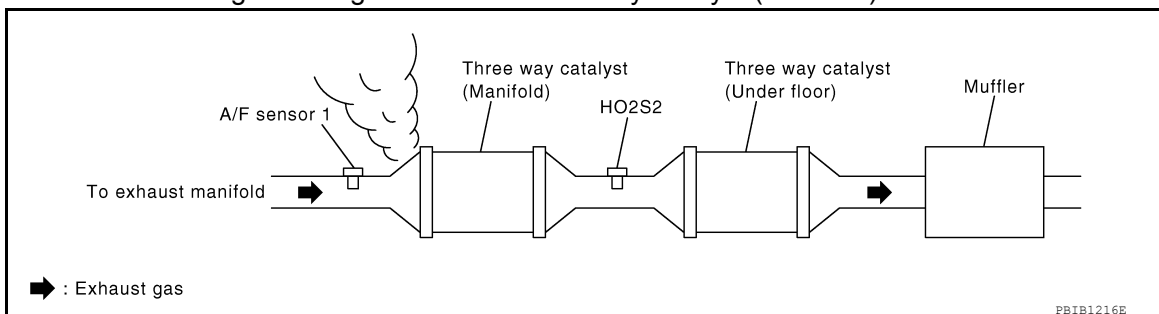 Three way catalyst
(Manifold)
Three way catalyst
(Under floor)
Muffler
A/F sensor 1
HO2S2
To exhaust manifold
: Exhaust gas
PBIB1216E